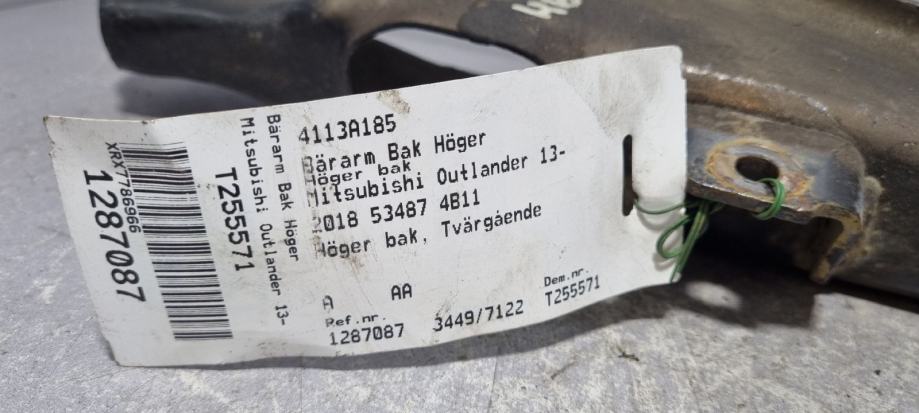 4113A185
Bärarm Bak Höger
Höger bak
Mitsubishi Outlander 13-
2018 53487 4B11
Höger bak, Tvärgående
A AA
Ref.nr. Dem.nr.
1287087 3449/7122 T255571
Bärarm Bak Höger
Mitsubishi Outlander 13-
T255571
XRX7786966
1287087